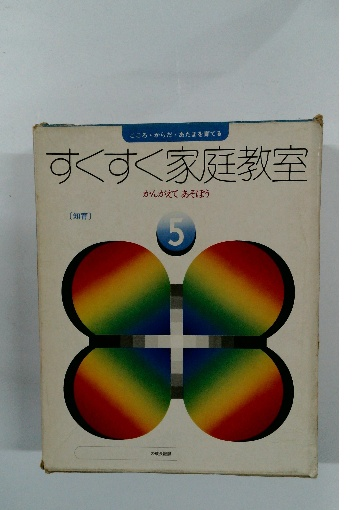 こころ・からだ・あたまを育てる
すくすく家庭教室
かんがえて あそぼう
〔知育〕
5